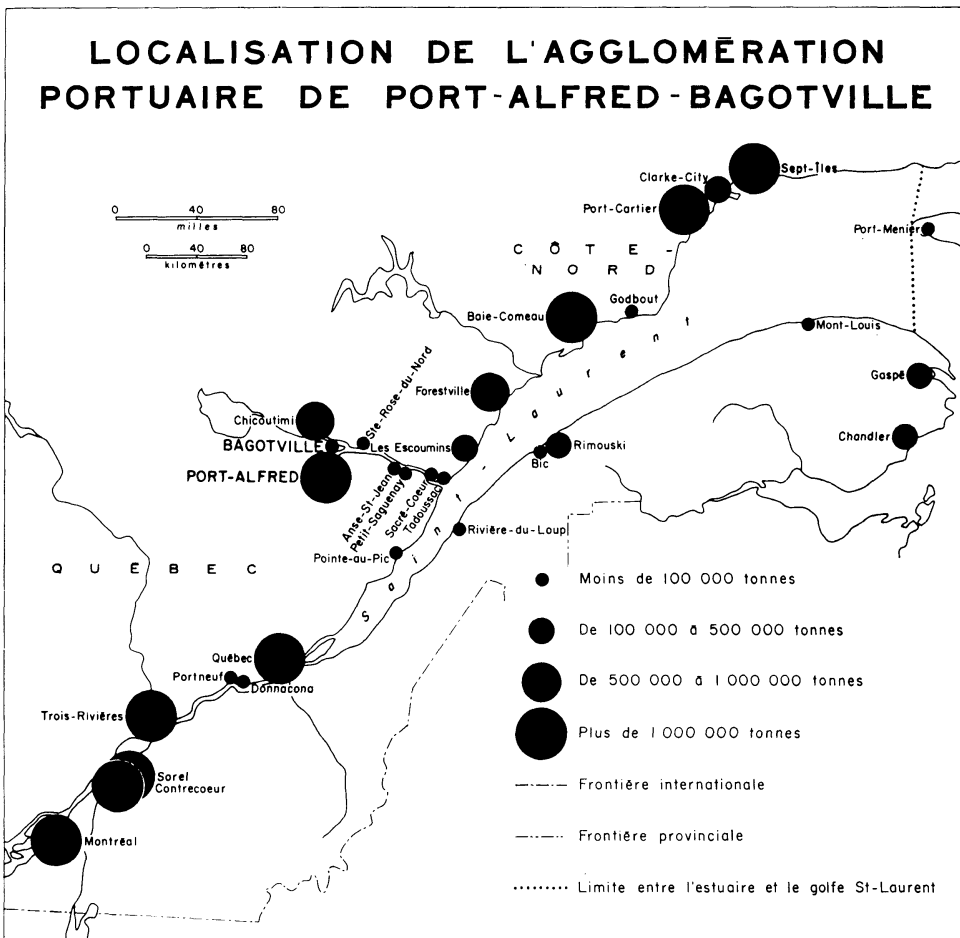 LOCALISATION DE L'AGGLOMĒRATION
PORTUAIRE DE PORT-ALFRED-BAGOTVILLE
0 40 80
milles
0 40 80
kilomètres
Sept-Îles
Clarke-City
Port-Cartier
Port-Menier
CÔTE-
NORD
Godbout
Baie-Comeau
Mont-Louis
Gaspé
Forestville
Ste-Rose-du-Nord
Chicoutimi
BAGOTVILLE
Les Escoumins
Rimouski
Bic
Chandler
PORT-ALFRED
Anse-St-Jean
Petit-Saguenay
Sacré-Coeur
Tadoussac
Saint-Laurent
Rivière-du-Loup
Pointe-au-Pic
QUÉBEC
Moins de 100 000 tonnes
De 100 000 à 500 000 tonnes
De 500 000 à 1 000 000 tonnes
Plus de 1 000 000 tonnes
Frontière internationale
Frontière provinciale
Limite entre l'estuaire et le golfe St-Laurent
Québec
Portneuf
Donnacona
Trois-Rivières
Sorel
Contrecoeur
Montréal